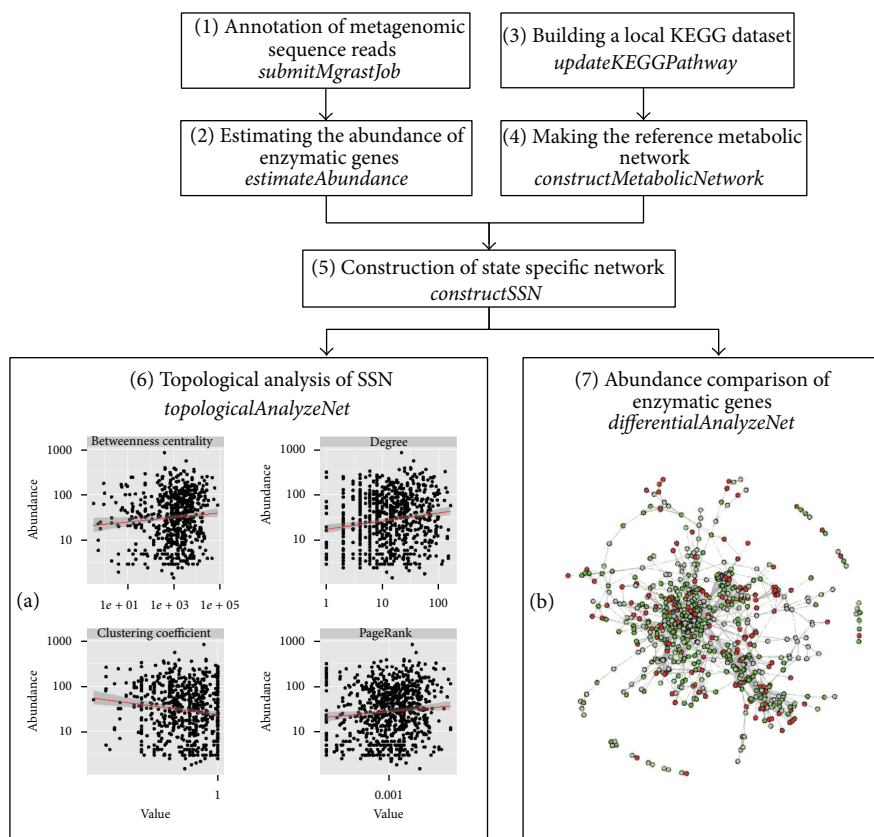 (1) Annotation of metagenomic
sequence reads
submitMgrastJob
(3) Building a local KEGG dataset
updateKEGGPathway
(2) Estimating the abundance of
enzymatic genes
estimateAbundance
(4) Making the reference metabolic
network
constructMetabolicNetwork
(5) Construction of state specific network
constructSSN
(6) Topological analysis of SSN
topologicalAnalyzeNet
Betweenness centrality
1000
100
10
Abundance
1e + 01
1e + 03
1e + 05
Degree
1000
100
10
Abundance
1
10
100
(a)
Clustering coefficient
1000
100
10
Abundance
1
Value
PageRank
1000
100
10
Abundance
0.001
Value
(7) Abundance comparison of
enzymatic genes
differentialAnalyzeNet
(b)